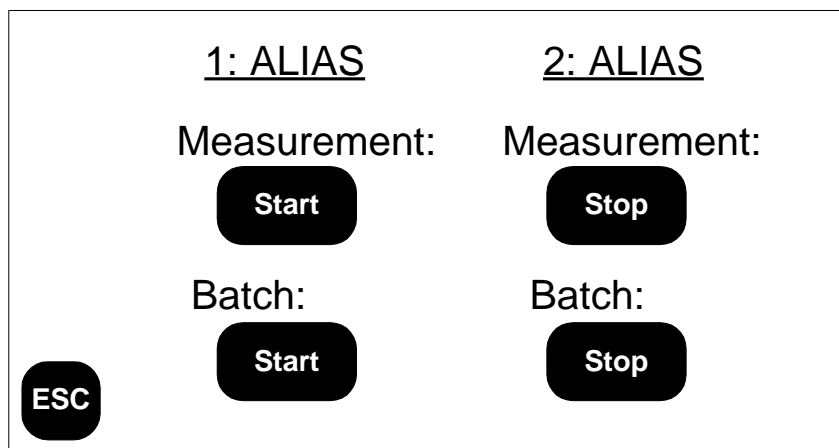 1: ALIAS 2: ALIAS
Measurement: Measurement:
Start Stop
Batch: Batch:
Start Stop
ESC